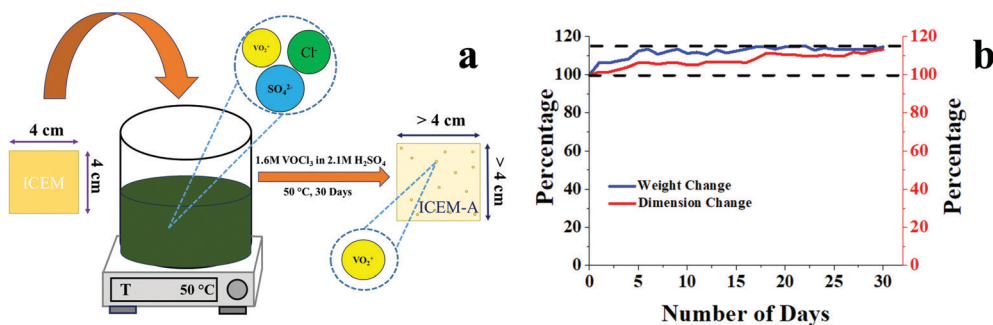 a
VO₂⁺
Cl⁻
SO₄²⁻
4 cm
4 cm
ICEM
1.6M VOCl₃ in 2.1M H₂SO₄
50 °C, 30 Days
> 4 cm
> 4 cm
ICEM-A
VO₂⁺
T 50 °C
b
Percentage
120
100
80
60
40
20
0
Weight Change
Dimension Change
120
100
80
60
40
20
0
Percentage
0 5 10 15 20 25 30
Number of Days